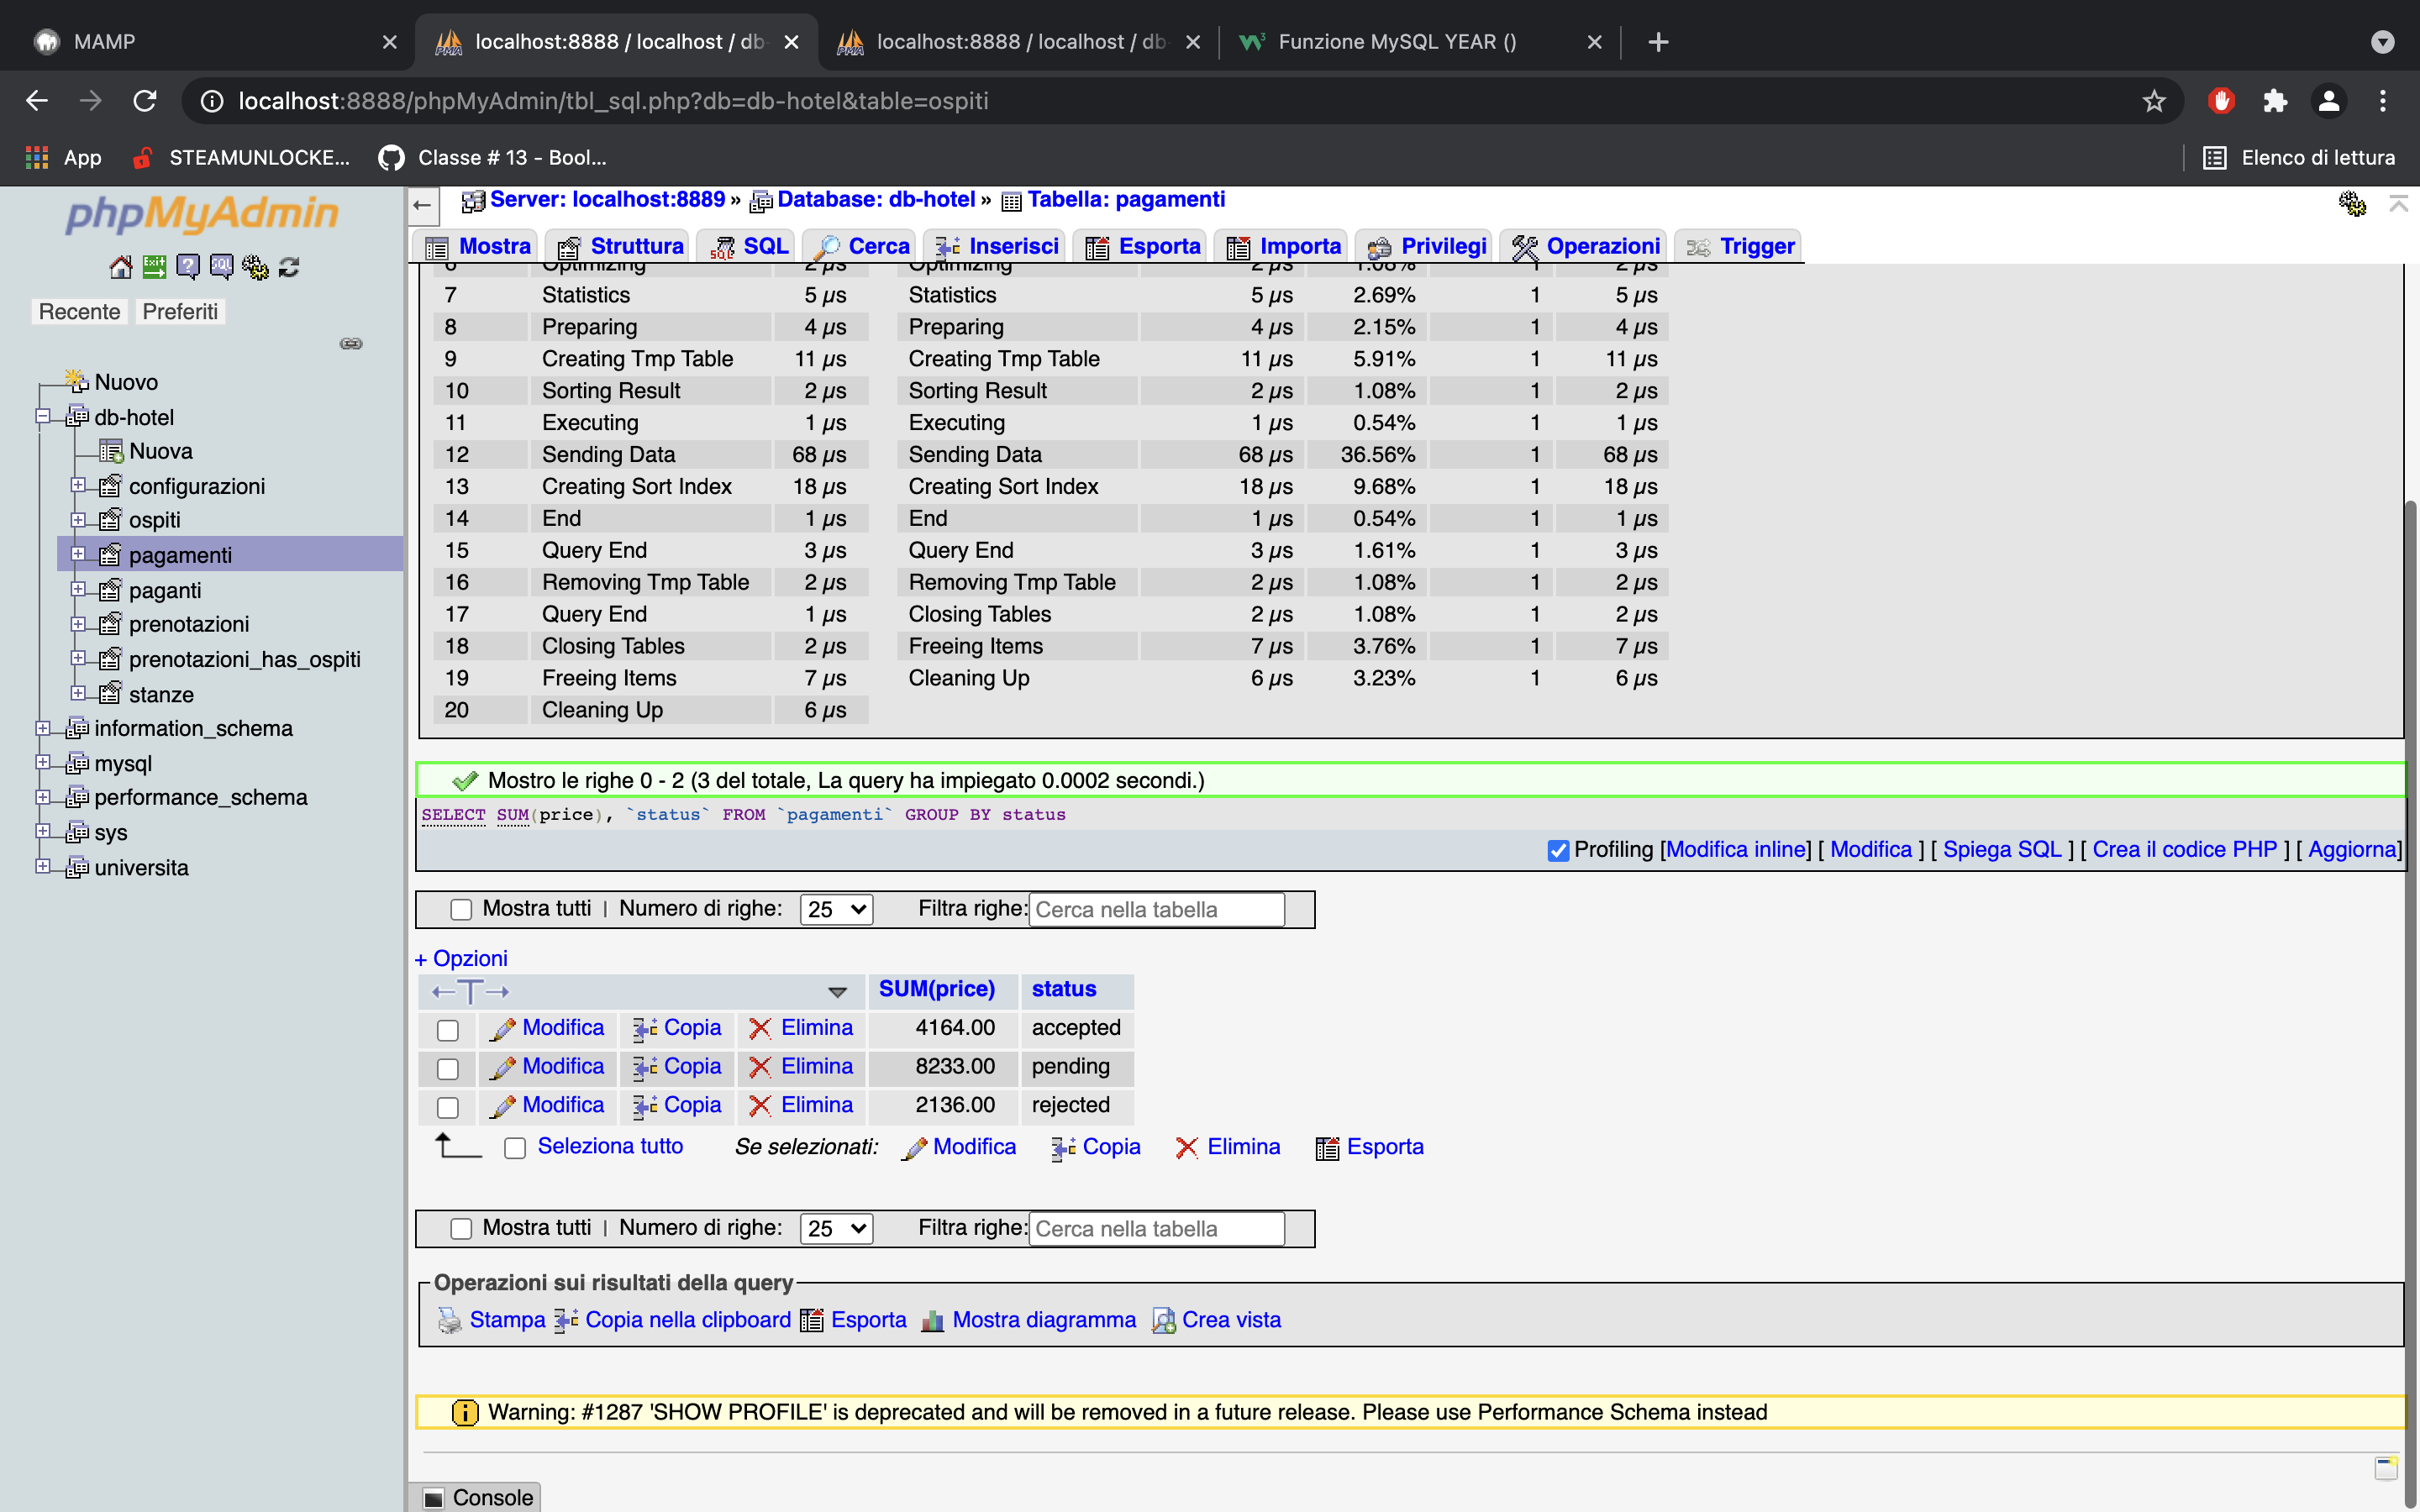 MAMP
localhost:8888 / localhost / db-
localhost:8888 / localhost / db-
Funzione MySQL YEAR ()
localhost:8888/phpMyAdmin/tbl_sql.php?db=db-hotel&table=ospiti
App
STEAMUNLOCKE...
Classe # 13 - Bool...
Elenco di lettura
phpMyAdmin
Recente
Preferiti
Nuovo
db-hotel
Nuova
configurazioni
ospiti
pagamenti
paganti
prenotazioni
prenotazioni_has_ospiti
stanze
information_schema
mysql
performance_schema
sys
universita
Server: localhost:8889 » Database: db-hotel » Tabella: pagamenti
Mostra Struttura SQL Cerca Inserisci Esporta Importa Privilegi Operazioni Trigger
6 Optimizing 2 µs Optimizing 2 µs 1.08% 1 2 µs
7 Statistics 5 µs Statistics 5 µs 2.69% 1 5 µs
8 Preparing 4 µs Preparing 4 µs 2.15% 1 4 µs
9 Creating Tmp Table 11 µs Creating Tmp Table 11 µs 5.91% 1 11 µs
10 Sorting Result 2 µs Sorting Result 2 µs 1.08% 1 2 µs
11 Executing 1 µs Executing 1 µs 0.54% 1 1 µs
12 Sending Data 68 µs Sending Data 68 µs 36.56% 1 68 µs
13 Creating Sort Index 18 µs Creating Sort Index 18 µs 9.68% 1 18 µs
14 End 1 µs End 1 µs 0.54% 1 1 µs
15 Query End 3 µs Query End 3 µs 1.61% 1 3 µs
16 Removing Tmp Table 2 µs Removing Tmp Table 2 µs 1.08% 1 2 µs
17 Query End 1 µs Closing Tables 2 µs 1.08% 1 2 µs
18 Closing Tables 2 µs Freeing Items 7 µs 3.76% 1 7 µs
19 Freeing Items 7 µs Cleaning Up 6 µs 3.23% 1 6 µs
20 Cleaning Up 6 µs
Mostro le righe 0 - 2 (3 del totale, La query ha impiegato 0.0002 secondi.)
SELECT SUM(price), `status` FROM `pagamenti` GROUP BY status
Profiling [Modifica inline] [ Modifica ] [ Spiega SQL ] [ Crea il codice PHP ] [ Aggiorna]
Mostra tutti | Numero di righe: 25 Filtra righe: Cerca nella tabella
+ Opzioni
←T→ SUM(price) status
Modifica Copia Elimina 4164.00 accepted
Modifica Copia Elimina 8233.00 pending
Modifica Copia Elimina 2136.00 rejected
Seleziona tutto Se selezionati: Modifica Copia Elimina Esporta
Mostra tutti | Numero di righe: 25 Filtra righe: Cerca nella tabella
Operazioni sui risultati della query
Stampa Copia nella clipboard Esporta Mostra diagramma Crea vista
Warning: #1287 'SHOW PROFILE' is deprecated and will be removed in a future release. Please use Performance Schema instead
Console